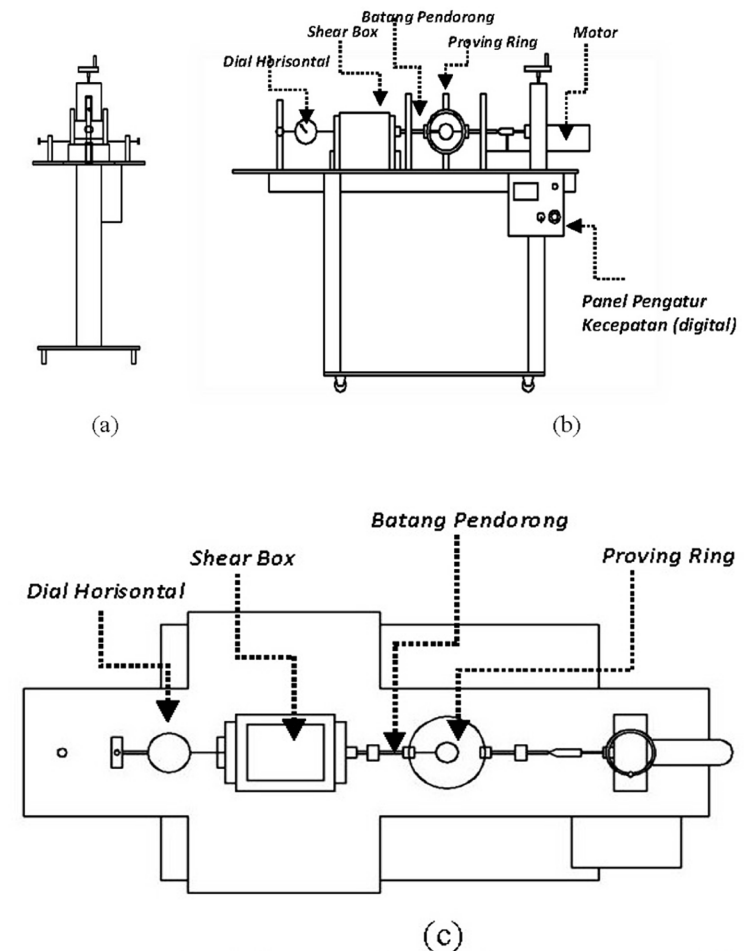 Batang Pendorong
Shear Box
Proving Ring
Motor
Dial Horisontal
Panel Pengatur
Kecepatan (digital)
(a)
(b)
Batang Pendorong
Shear Box
Proving Ring
Dial Horisontal
(c)